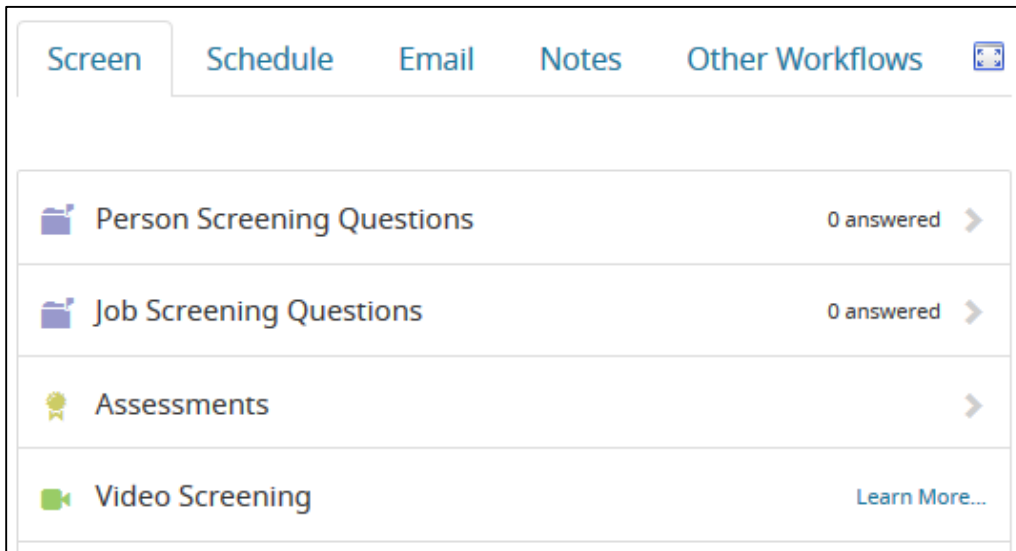 Screen Schedule Email Notes Other Workflows
Person Screening Questions 0 answered
Job Screening Questions 0 answered
Assessments
Video Screening Learn More...